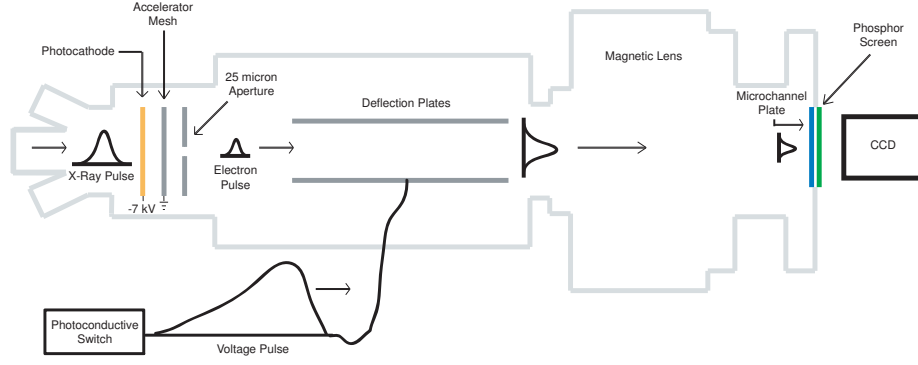 Accelerator
Mesh
Photocathode
25 micron
Aperture
Deflection Plates
Magnetic Lens
Phosphor
Screen
Microchannel
Plate
CCD
X-Ray Pulse
Electron
Pulse
-7 kV
Photoconductive
Switch
Voltage Pulse